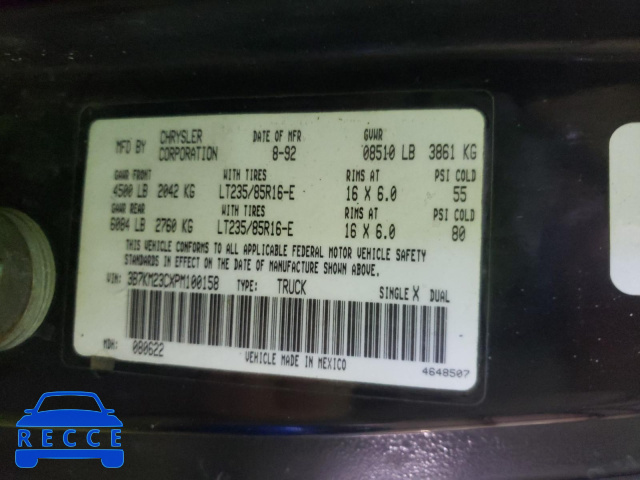 MFD BY CHRYSLER CORPORATION DATE OF MFR 8-92 GVWR 08510 LB 3861 KG
GAWR FRONT WITH TIRES RIMS AT PSI COLD
4500 LB 2042 KG LT235/85R16-E 16 X 6.0 55
GAWR REAR WITH TIRES RIMS AT PSI COLD
6084 LB 2760 KG LT235/85R16-E 16 X 6.0 80
THIS VEHICLE CONFORMS TO ALL APPLICABLE FEDERAL MOTOR VEHICLE SAFETY
STANDARDS IN EFFECT ON THE DATE OF MANUFACTURE SHOWN ABOVE.
VIN: 3B7KM23CXPM100158 TYPE: TRUCK SINGLE X DUAL
MDH: 080622 VEHICLE MADE IN MEXICO
4648507
RECCE